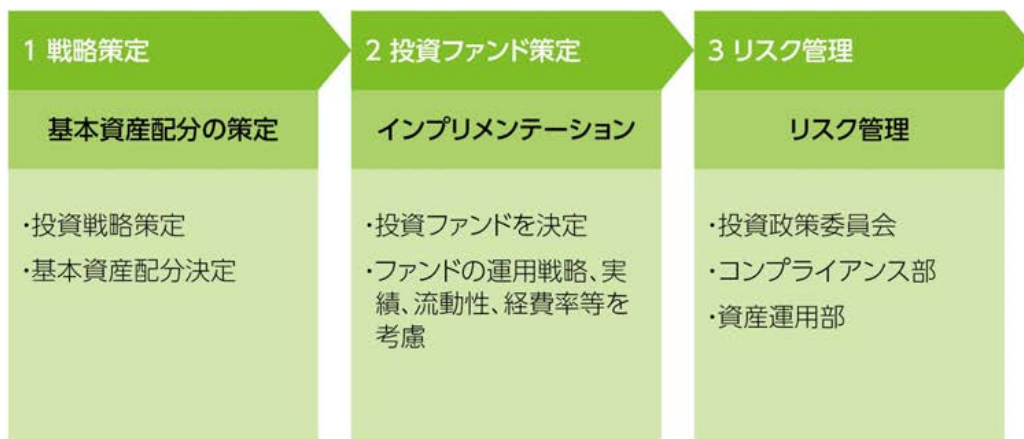 1 戦略策定
基本資産配分の策定
・投資戦略策定
・基本資産配分決定
2 投資ファンド策定
インプリメンテーション
・投資ファンドを決定
・ファンドの運用戦略、実
績、流動性、経費率等を
考慮
3 リスク管理
リスク管理
・投資政策委員会
・コンプライアンス部
・資産運用部